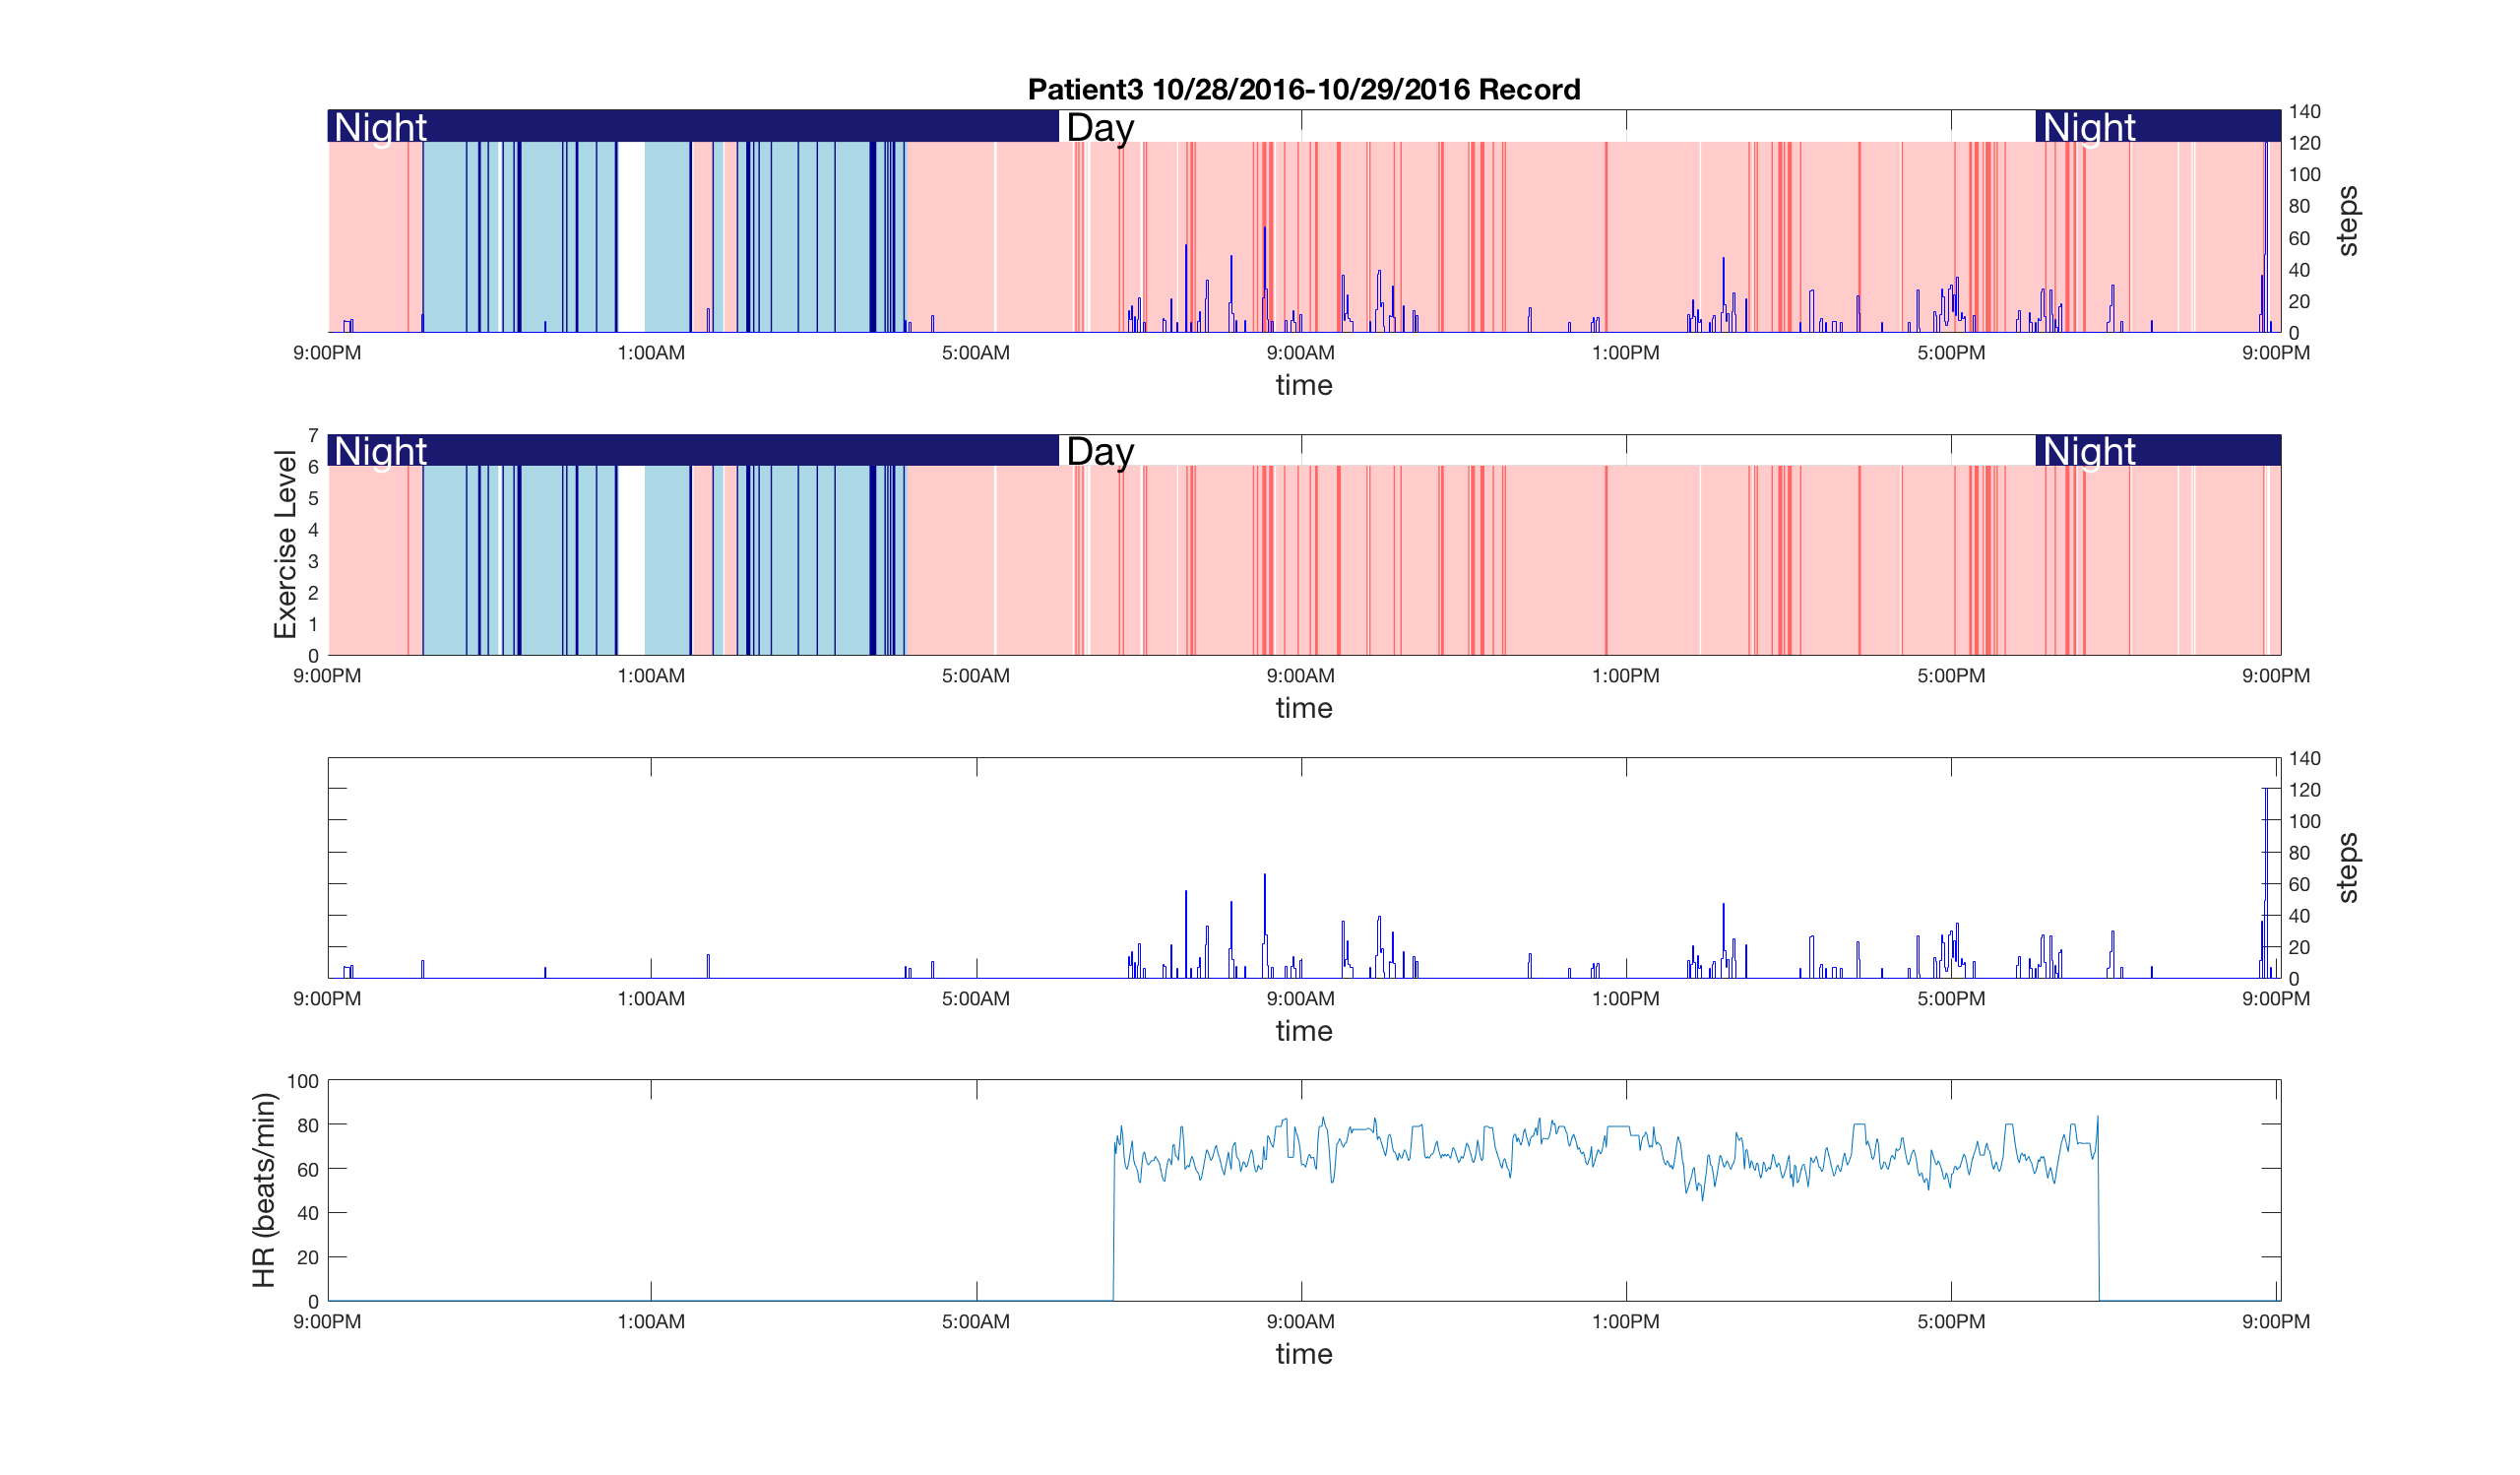 Patient3 10/28/2016-10/29/2016 Record
Night Day Night
140
120
100
80
60
40
20
0
steps
9:00PM 1:00AM 5:00AM 9:00AM 1:00PM 5:00PM 9:00PM
time
Night Day Night
Exercise Level
7
6
5
4
3
2
1
0
9:00PM 1:00AM 5:00AM 9:00AM 1:00PM 5:00PM 9:00PM
time
140
120
100
80
60
40
20
0
steps
9:00PM 1:00AM 5:00AM 9:00AM 1:00PM 5:00PM 9:00PM
time
HR (beats/min)
100
80
60
40
20
0
9:00PM 1:00AM 5:00AM 9:00AM 1:00PM 5:00PM 9:00PM
time